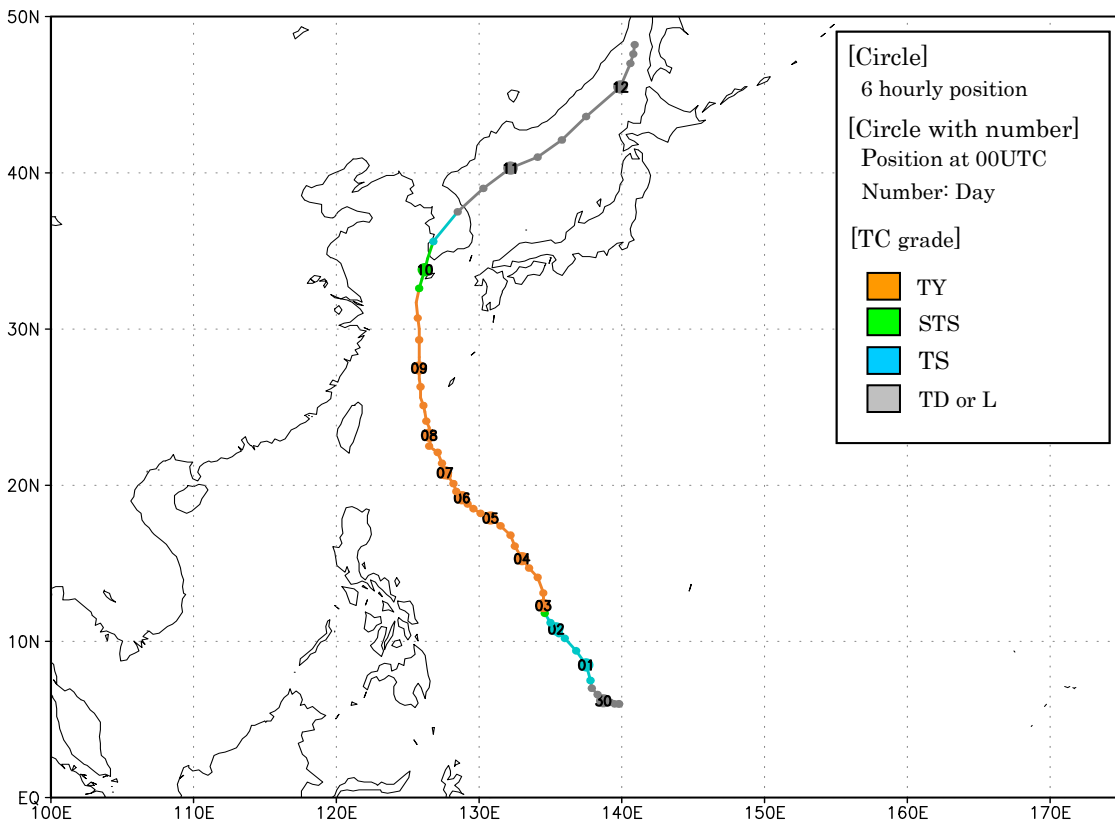 50N
[Circle]
6 hourly position
[Circle with number]
Position at 00UTC
Number: Day
[TC grade]
TY
STS
TS
TD or L
12
11
40N
10
30N
09
08
07
20N
06
05
04
03
02
10N
01
30
EQ
100E 110E 120E 130E 140E 150E 160E 170E